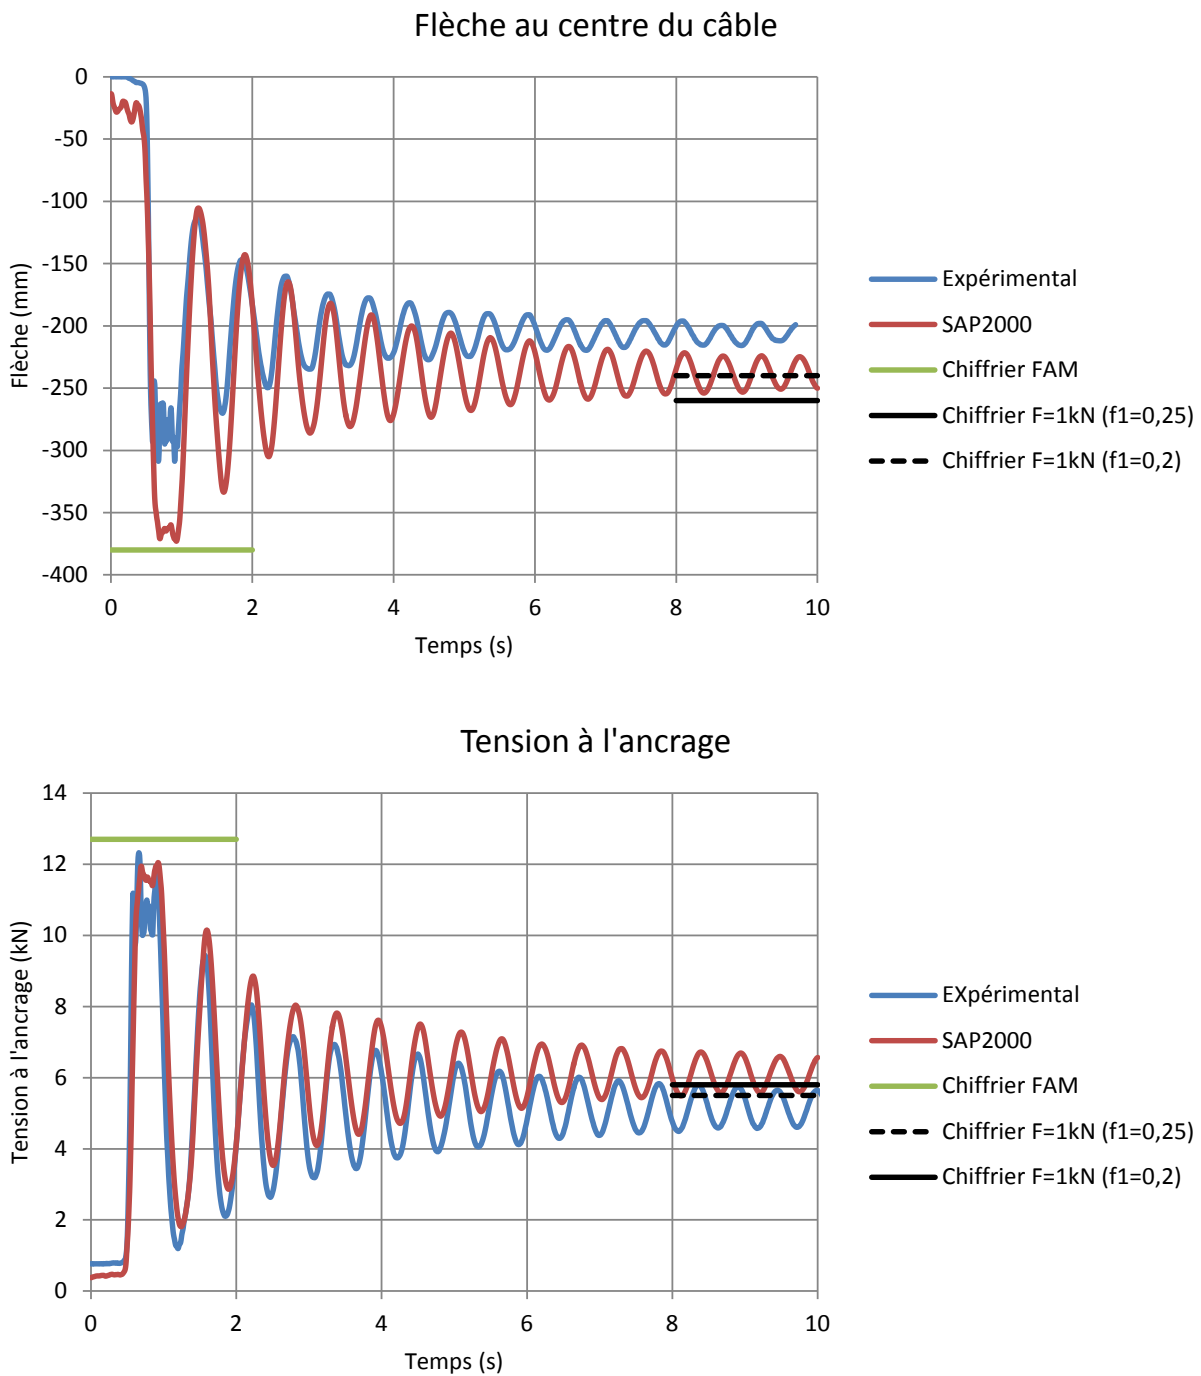 Flèche au centre du câble
0
-50
-100
-150
-200
-250
-300
-350
-400
Flèche (mm)
0 2 4 6 8 10
Temps (s)
Expérimental
SAP2000
Chiffrier FAM
Chiffrier F=1kN (f1=0,25)
Chiffrier F=1kN (f1=0,2)
Tension à l'ancrage
14
12
10
8
6
4
2
0
Tension à l'ancrage (kN)
0 2 4 6 8 10
Temps (s)
EXpérimental
SAP2000
Chiffrier FAM
Chiffrier F=1kN (f1=0,25)
Chiffrier F=1kN (f1=0,2)